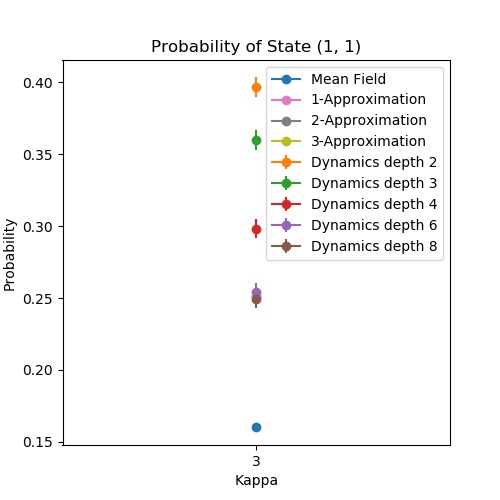 Probability of State (1, 1)
Mean Field
1-Approximation
2-Approximation
3-Approximation
Dynamics depth 2
Dynamics depth 3
Dynamics depth 4
Dynamics depth 6
Dynamics depth 8
0.40
0.35
0.30
0.25
0.20
0.15
Probability
3
Kappa